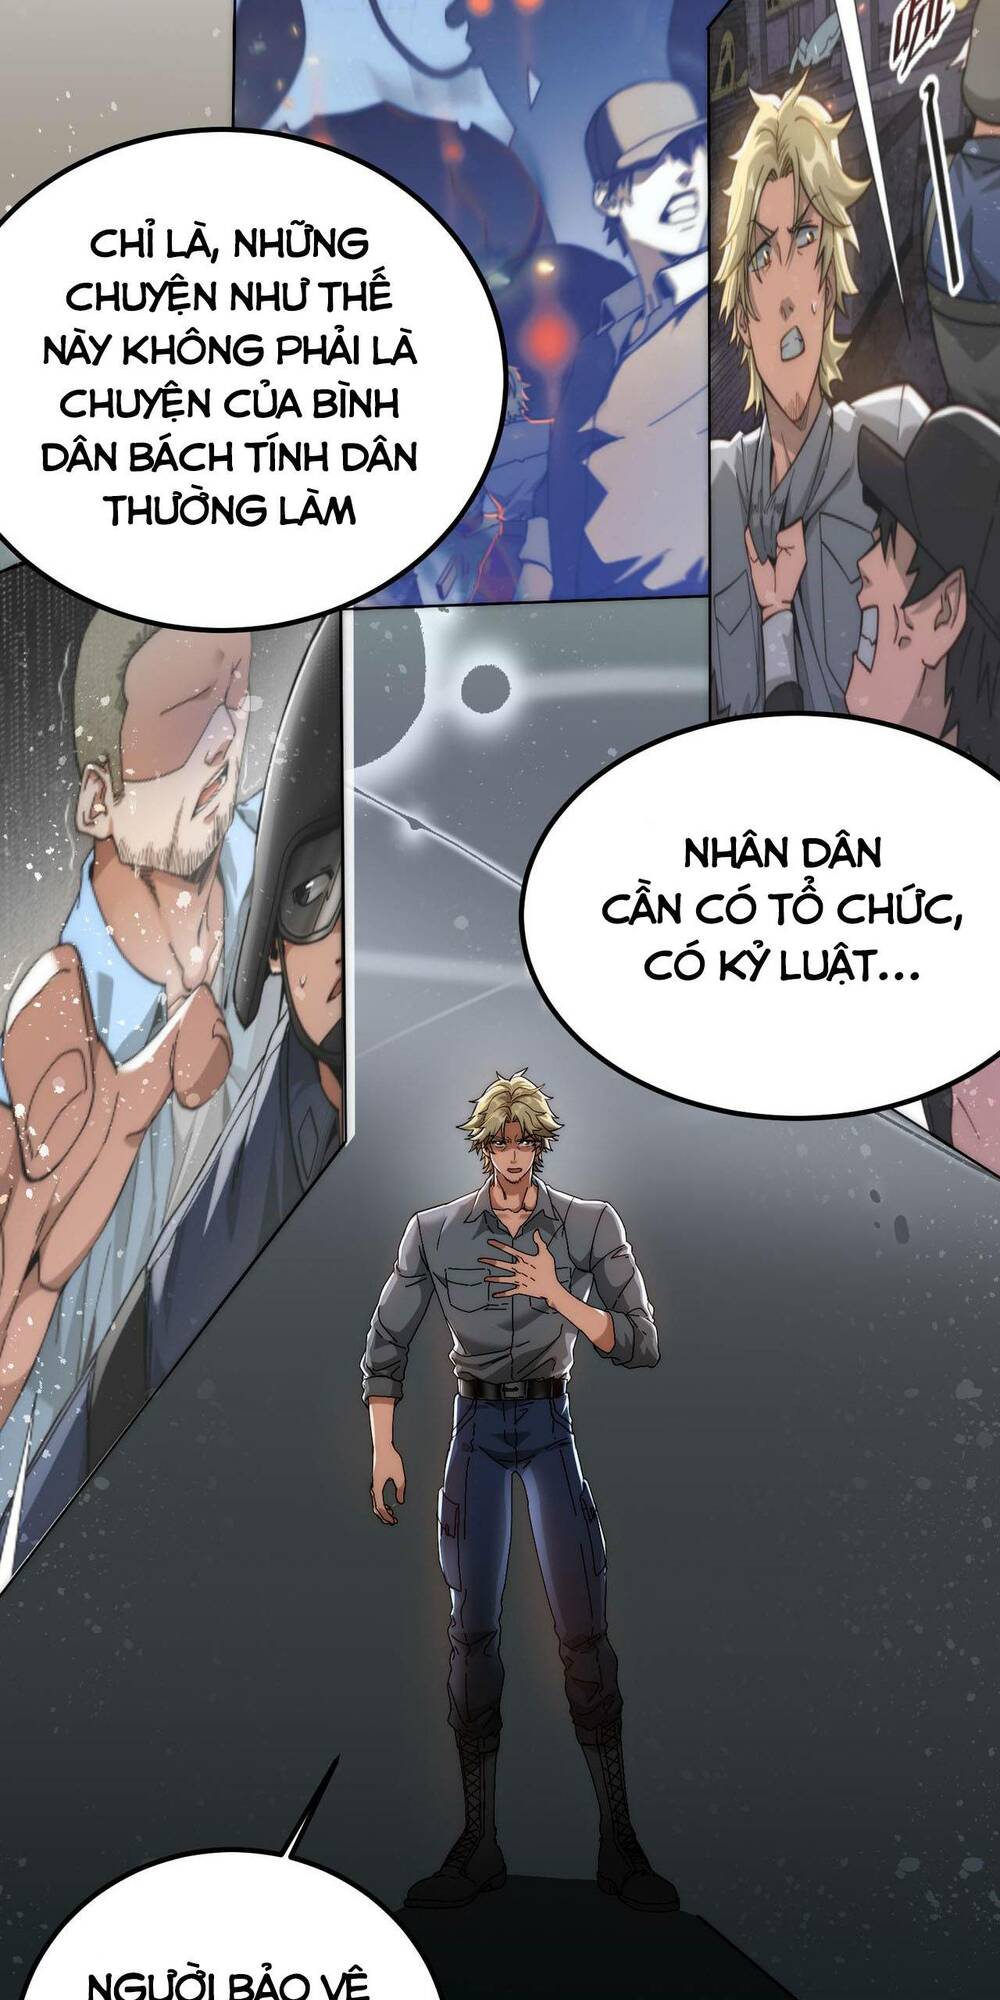 CHỈ LÀ, NHỮNG
CHUYỆN NHƯ THẾ
NÀY KHÔNG PHẢI LÀ
CHUYỆN CỦA BÌNH
DÂN BÁCH TÍNH DÂN
THƯỜNG LÀM
NHÂN DÂN
CẦN CÓ TỔ CHỨC,
CÓ KỶ LUẬT...
NGƯỜI BẢO VỆ